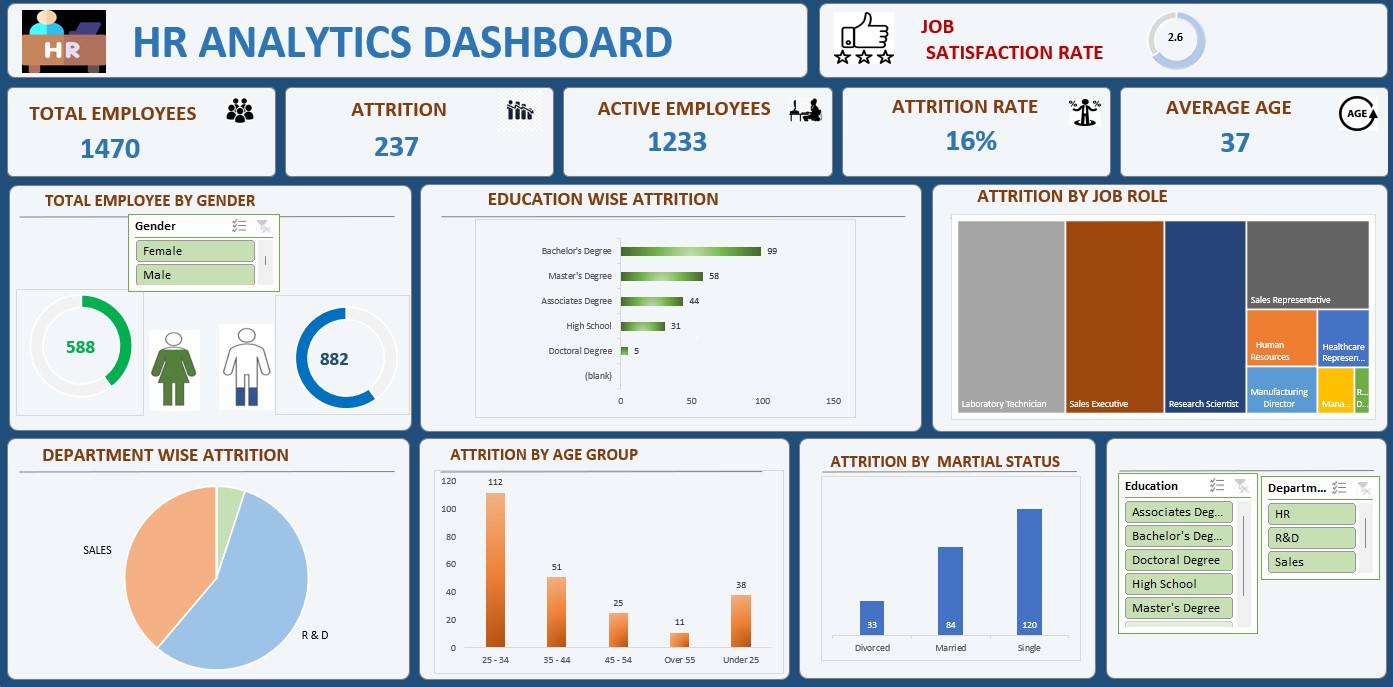 HR
HR ANALYTICS DASHBOARD
JOB
SATISFACTION RATE
2.6
TOTAL EMPLOYEES
1470
ATTRITION
237
ACTIVE EMPLOYEES
1233
ATTRITION RATE
16%
% %
AVERAGE AGE
37
AGE
TOTAL EMPLOYEE BY GENDER
Gender
Female
Male
588
882
EDUCATION WISE ATTRITION
Bachelor's Degree 99
Master's Degree 58
Associates Degree 44
High School 31
Doctoral Degree 5
(blank)
0 50 100 150
ATTRITION BY JOB ROLE
Laboratory Technician
Sales Executive
Research Scientist
Sales Representative
Human
Resources
Healthcare
Represen...
Manufacturing
Director
Mana...
R...
D...
DEPARTMENT WISE ATTRITION
SALES
R & D
ATTRITION BY AGE GROUP
120
100
80
60
40
20
0
112
51
25
11
38
25 - 34 35 - 44 45 - 54 Over 55 Under 25
ATTRITION BY MARTIAL STATUS
33 84 120
Divorced Married Single
Education
Associates Deg...
Bachelor's Deg...
Doctoral Degree
High School
Master's Degree
Departm...
HR
R&D
Sales